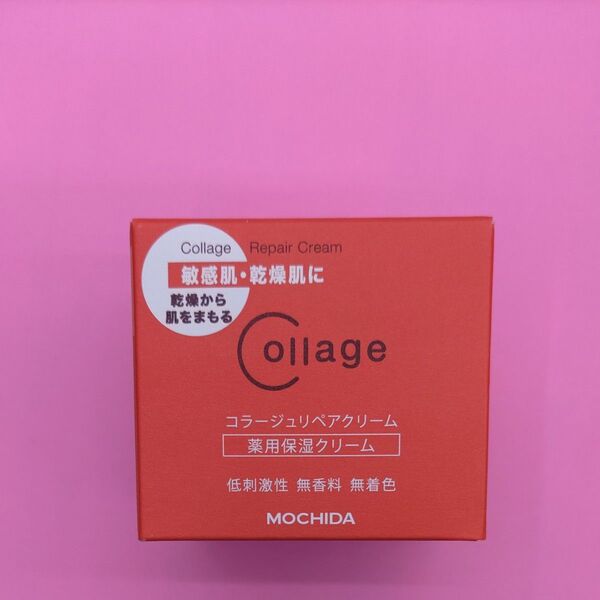 Collage Repair Cream
敏感肌・乾燥肌に
乾燥から
肌をまもる
Collage
コラージュリペアクリーム
薬用保湿クリーム
低刺激性 無香料 無着色
MOCHIDA